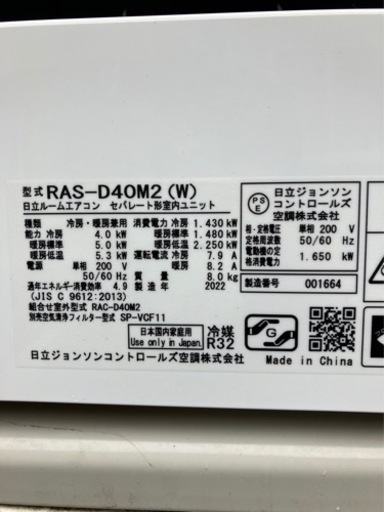 型式 RAS-D40M2 (W)
日立ルームエアコン セパレート形室内ユニット
種類 冷房・暖房兼用 消費電力 冷房 1.430 kW
能力 冷房 4.0 kW 暖房標準 1.480 kW
暖房標準 5.0 kW 暖房低温 2.250 kW
暖房低温 5.3 kW 運転電流 冷房 7.9 A
電源 単相 200 V 暖房 8.2 A
50/60 Hz 質量 8.0 kg
通年エネルギー消費効率 4.9 製造年 2022
(JIS C 9612:2013)
組合せ室外型式 RAC-D40M2
別売空気清浄フィルター型式 SP-VCF11
日本国内家庭用
Use only in Japan.
冷媒
R32
日立ジョンソンコントロールズ空調株式会社
PS
E
日立ジョンソン
コントロールズ
空調株式会社
相・定格電圧 単相 200 V
定格周波数 50/60 Hz
電動機の定格消費電力 1.650 kW
製造番号 001664
G
Made in China